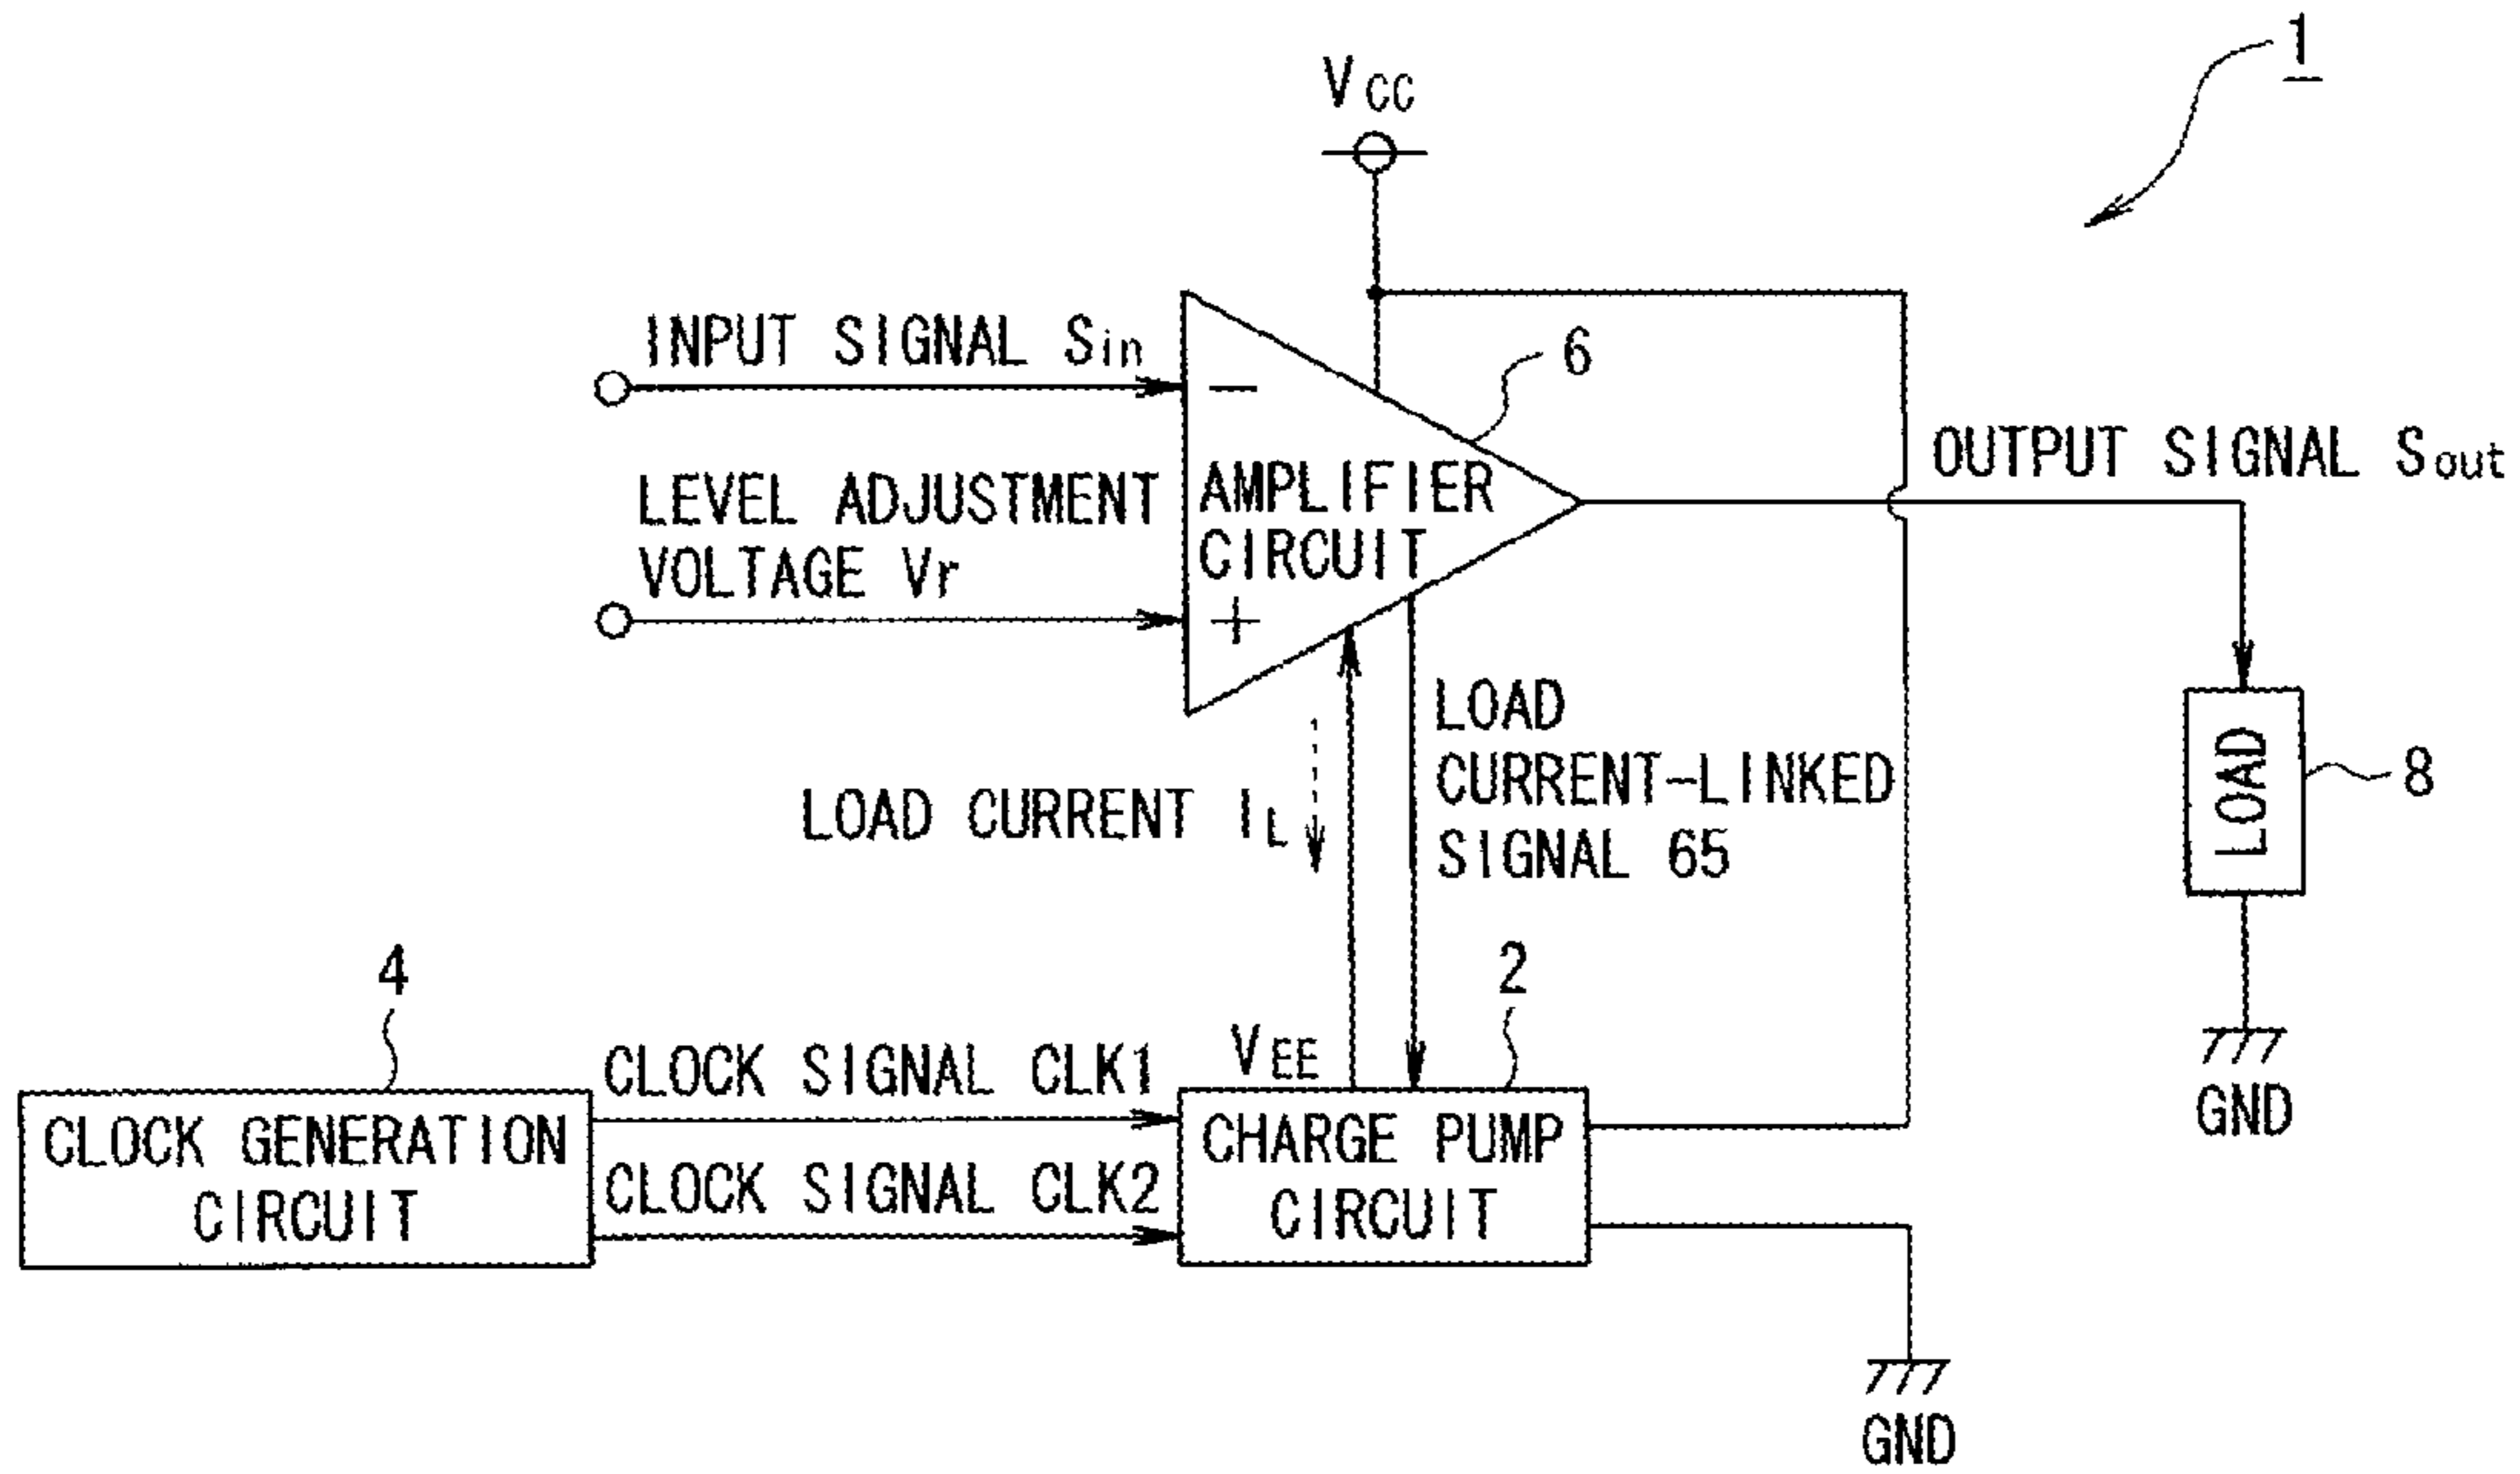 1
VCC
INPUT SIGNAL Sin
6
−
OUTPUT SIGNAL Sout
LEVEL ADJUSTMENT
VOLTAGE Vr
AMPLIFIER
CIRCUIT
+
LOAD
CURRENT-LINKED
SIGNAL 65
LOAD CURRENT IL
LOAD
8
GND
4
2
VEE
CLOCK SIGNAL CLK1
CLOCK GENERATION
CIRCUIT
CLOCK SIGNAL CLK2
CHARGE PUMP
CIRCUIT
GND